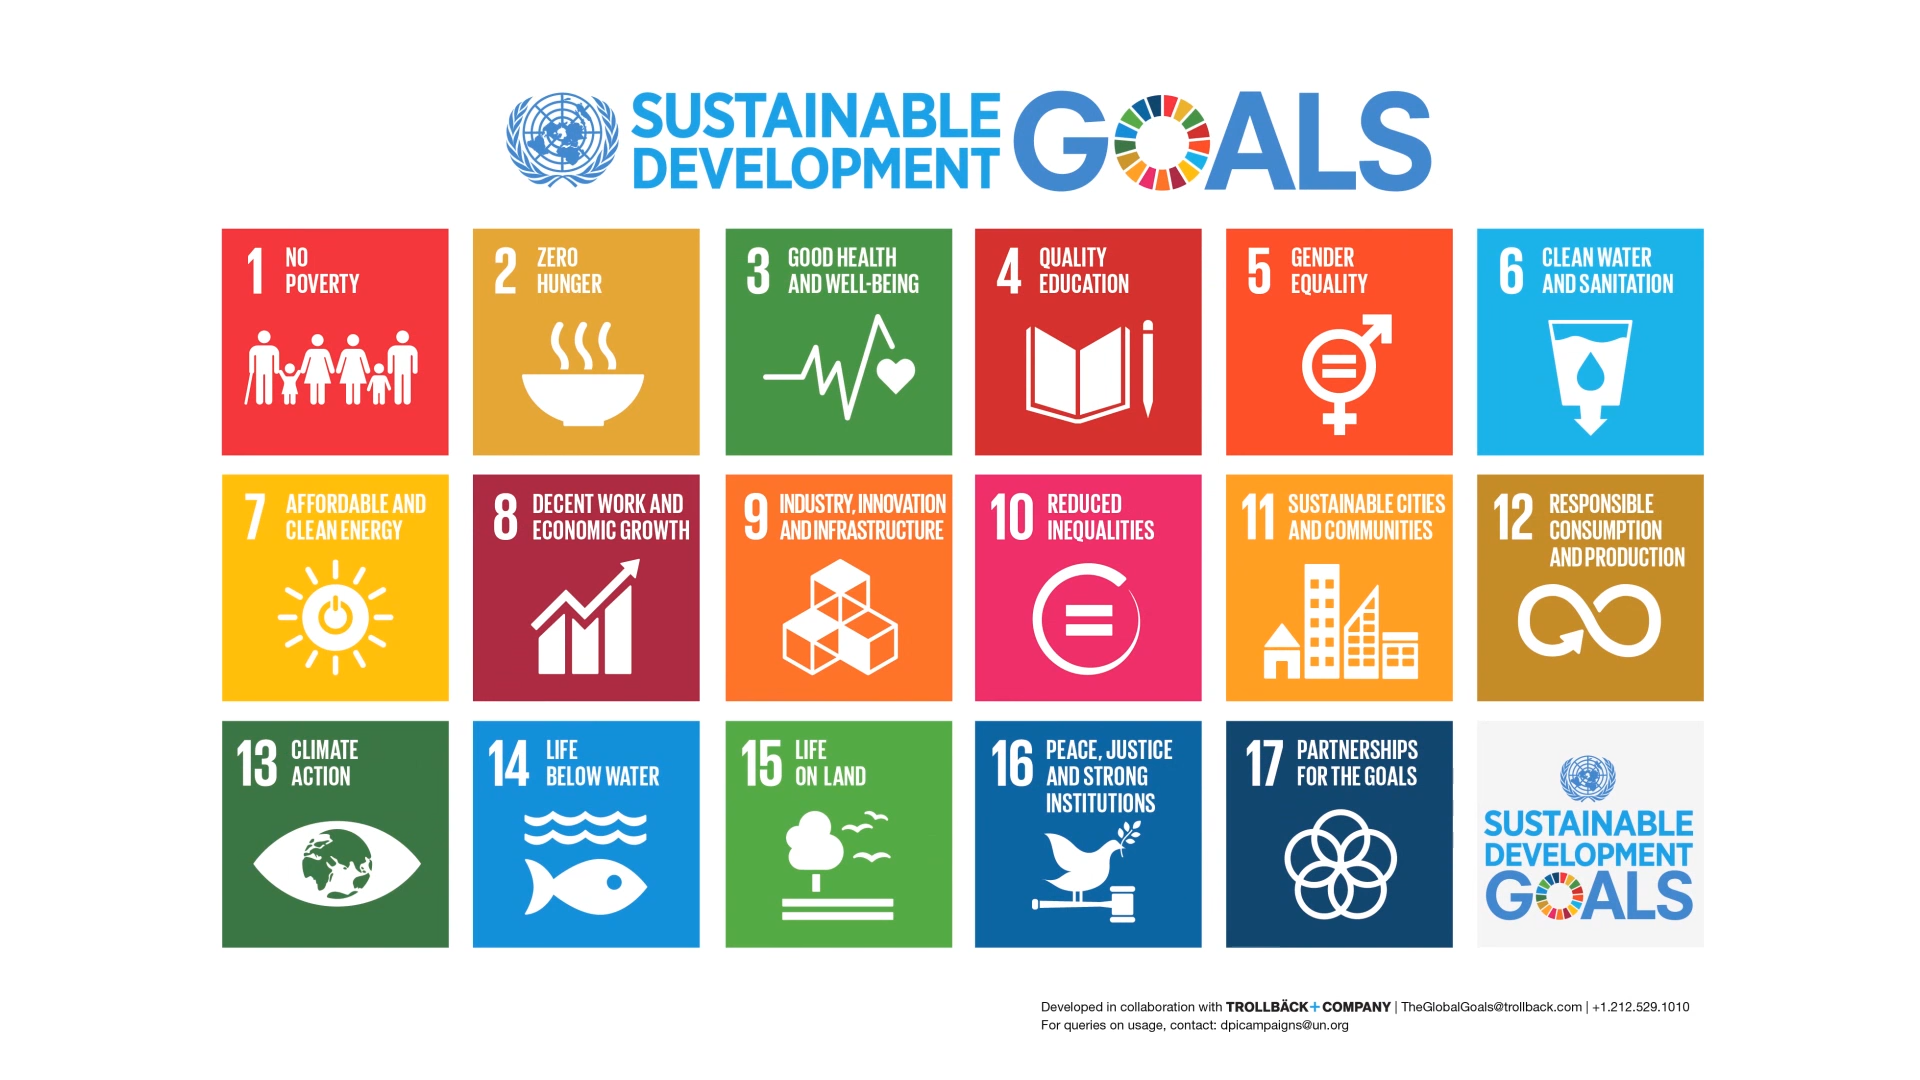 SUSTAINABLE
DEVELOPMENT
GOALS
1 NO
POVERTY
2 ZERO
HUNGER
3 GOOD HEALTH
AND WELL-BEING
4 QUALITY
EDUCATION
5 GENDER
EQUALITY
6 CLEAN WATER
AND SANITATION
7 AFFORDABLE AND
CLEAN ENERGY
8 DECENT WORK AND
ECONOMIC GROWTH
9 INDUSTRY, INNOVATION
AND INFRASTRUCTURE
10 REDUCED
INEQUALITIES
11 SUSTAINABLE CITIES
AND COMMUNITIES
12 RESPONSIBLE
CONSUMPTION
AND PRODUCTION
13 CLIMATE
ACTION
14 LIFE
BELOW WATER
15 LIFE
ON LAND
16 PEACE, JUSTICE
AND STRONG
INSTITUTIONS
17 PARTNERSHIPS
FOR THE GOALS
SUSTAINABLE
DEVELOPMENT
GOALS
Developed in collaboration with TROLLBÄCK+COMPANY | TheGlobalGoals@trollback.com | +1.212.529.1010
For queries on usage, contact: dpicampaigns@un.org